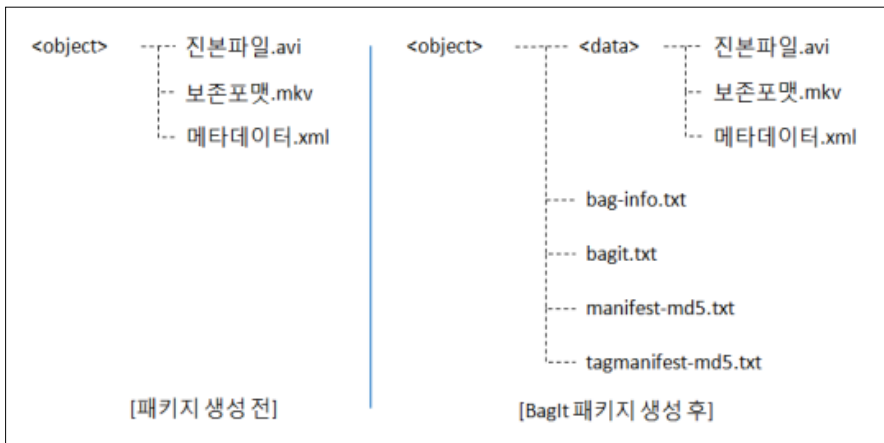 <object> 진본파일.avi
보존포맷.mkv
메타데이터.xml
[패키지 생성 전]
<object> <data> 진본파일.avi
보존포맷.mkv
메타데이터.xml
bag-info.txt
bagit.txt
manifest-md5.txt
tagmanifest-md5.txt
[BagIt 패키지 생성 후]